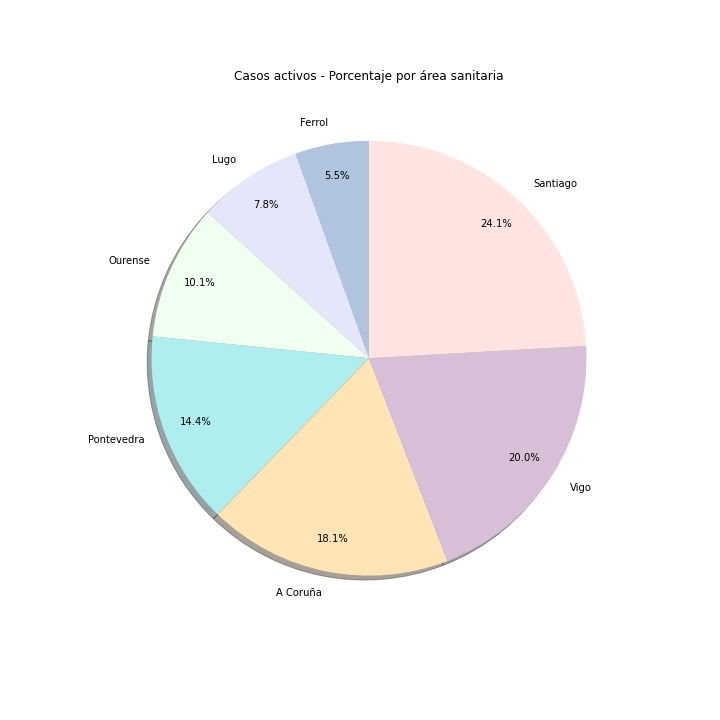 Casos activos - Porcentaje por área sanitaria
Ferrol
5.5%
Lugo
7.8%
Santiago
24.1%
Ourense
10.1%
Pontevedra
14.4%
Vigo
20.0%
A Coruña
18.1%